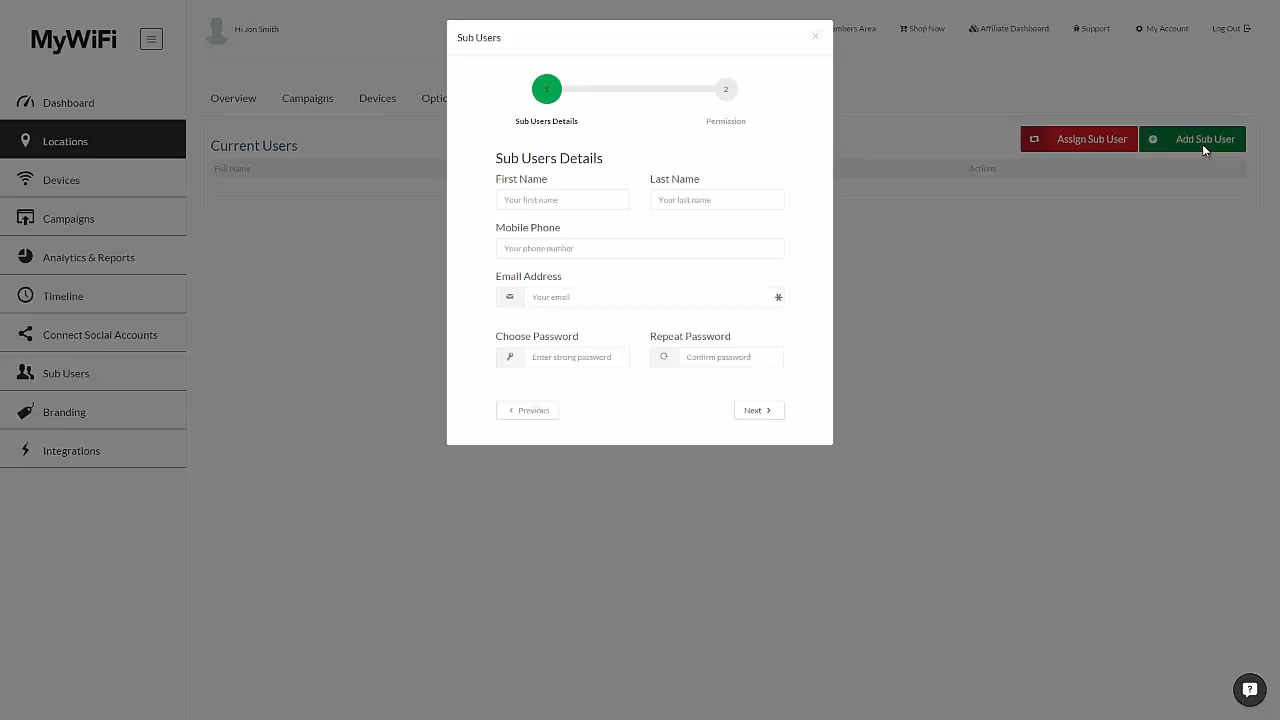 MyWiFi
Hi Jon Smith
Shop Now
Affiliate Dashboard
Support
My Account
Log Out
Dashboard
Locations
Devices
Campaigns
Analytics & Reports
Timeline
Connect Social Accounts
Sub Users
Branding
Integrations
Overview
Campaigns
Devices
Current Users
Assign Sub User
Add Sub User
Full Name
Actions
Sub Users
×
1
2
Sub Users Details
Permission
Sub Users Details
First Name
Last Name
Your first name
Your last name
Mobile Phone
Your phone number
Email Address
Your email
Choose Password
Repeat Password
Enter strong password
Confirm password
Previous
Next
?